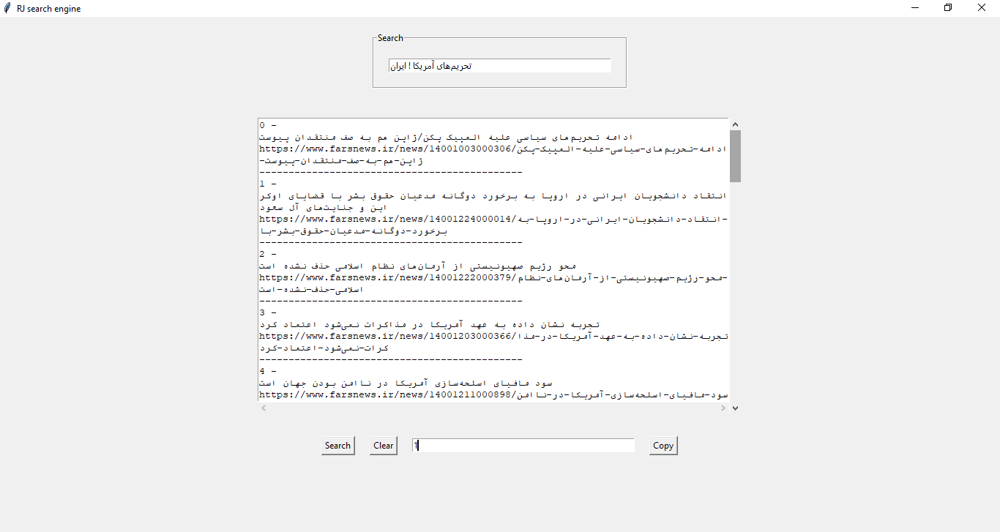 RJ search engine
Search
تحریم‌های آمریکا ! ایران
0 -
ادامه تحریم‌های سیاسی علیه المپیک پکن/ژاپن هم به صف منتقدان پیوست
https://www.farsnews.ir/news/14001003000306/ادامه-تحریم‌های-سیاسی-علیه-المپیک-پکن
-ژاپن-هم-به-صف-منتقدان-پیوست
---------------------------------------------
1 -
انتقاد دانشجویان ایرانی در اروپا به برخورد دوگانه مدعیان حقوق بشر با قضایای اوکر
این و جنایت‌های آل سعود
https://www.farsnews.ir/news/14001224000014/انتقاد-دانشجویان-ایرانی-در-اروپا-به-
برخورد-دوگانه-مدعیان-حقوق-بشر-با
---------------------------------------------
2 -
محو رژیم صهیونیستی از آرمان‌های نظام اسلامی حذف نشده است
https://www.farsnews.ir/news/14001222000379/محو-رژیم-صهیونیستی-از-آرمان‌های-نظام-
اسلامی-حذف-نشده-است
---------------------------------------------
3 -
تجربه نشان داده به عهد آمریکا در مذاکرات نمی‌شود اعتماد کرد
https://www.farsnews.ir/news/14001203000366/تجربه-نشان-داده-به-عهد-آمریکا-در-مذا
کرات-نمی‌شود-اعتماد-کرد
---------------------------------------------
4 -
سود مافیای اسلحه‌سازی آمریکا در ناامن بودن جهان است
https://www.farsnews.ir/news/14001211000898/سود-مافیای-اسلحه‌سازی-آمریکا-در-ناامن
Search Clear 1 Copy